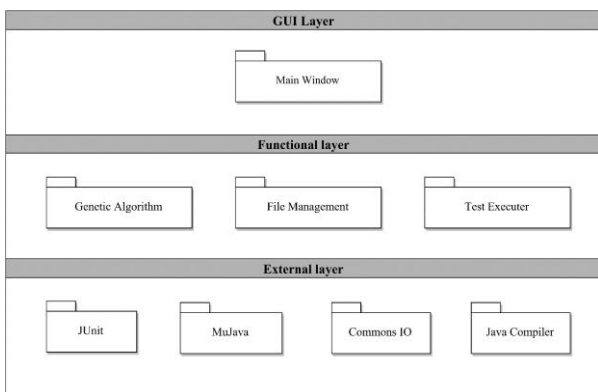 GUI Layer
Main Window
Functional layer
Genetic Algorithm
File Management
Test Executer
External layer
JUnit
MuJava
Commons IO
Java Compiler